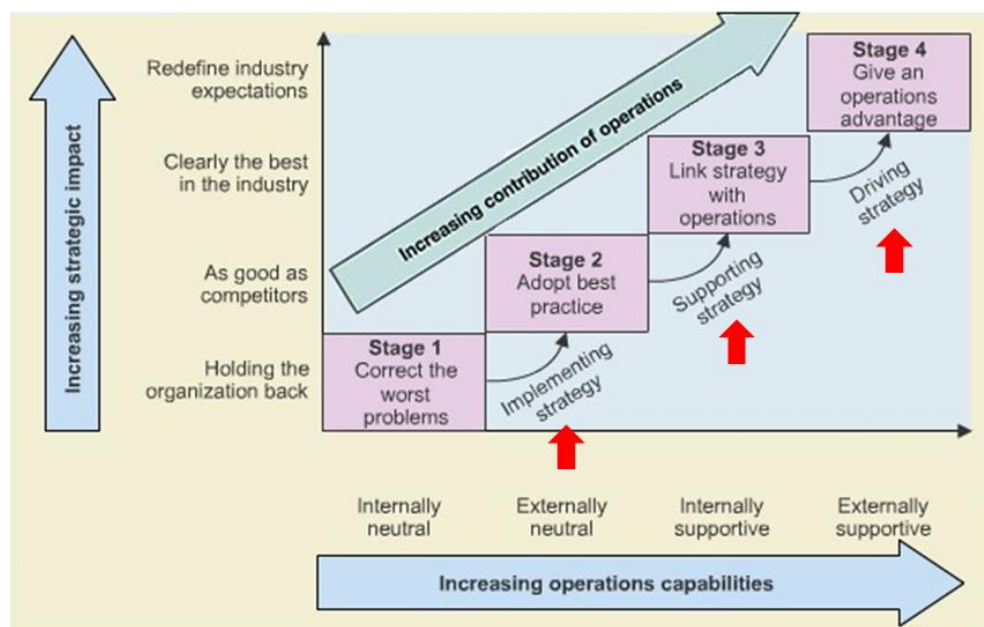 Increasing strategic impact
Redefine industry
expectations
Clearly the best
in the industry
As good as
competitors
Holding the
organization back
Increasing contribution of operations
Stage 4
Give an
operations
advantage
Stage 3
Link strategy
with
operations
Driving
strategy
Stage 2
Adopt best
practice
Supporting
strategy
Stage 1
Correct the
worst
problems
Implementing
strategy
Internally
neutral
Externally
neutral
Internally
supportive
Externally
supportive
Increasing operations capabilities